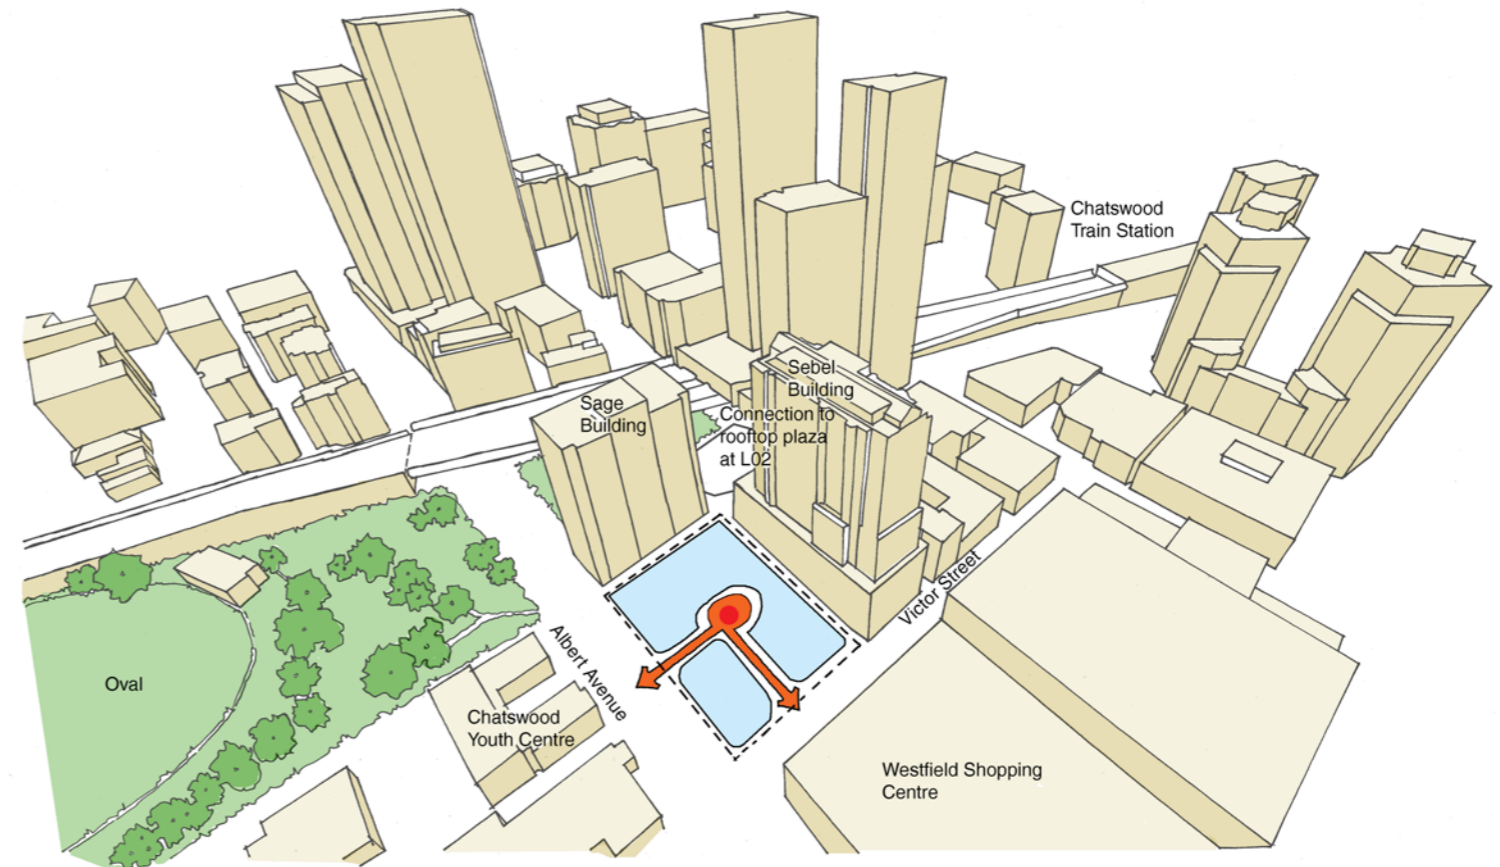 Chatswood
Train Station
Sebel
Building
Sage
Building
Connection to
rooftop plaza
at L02
Victor Street
Albert Avenue
Oval
Chatswood
Youth Centre
Westfield Shopping
Centre